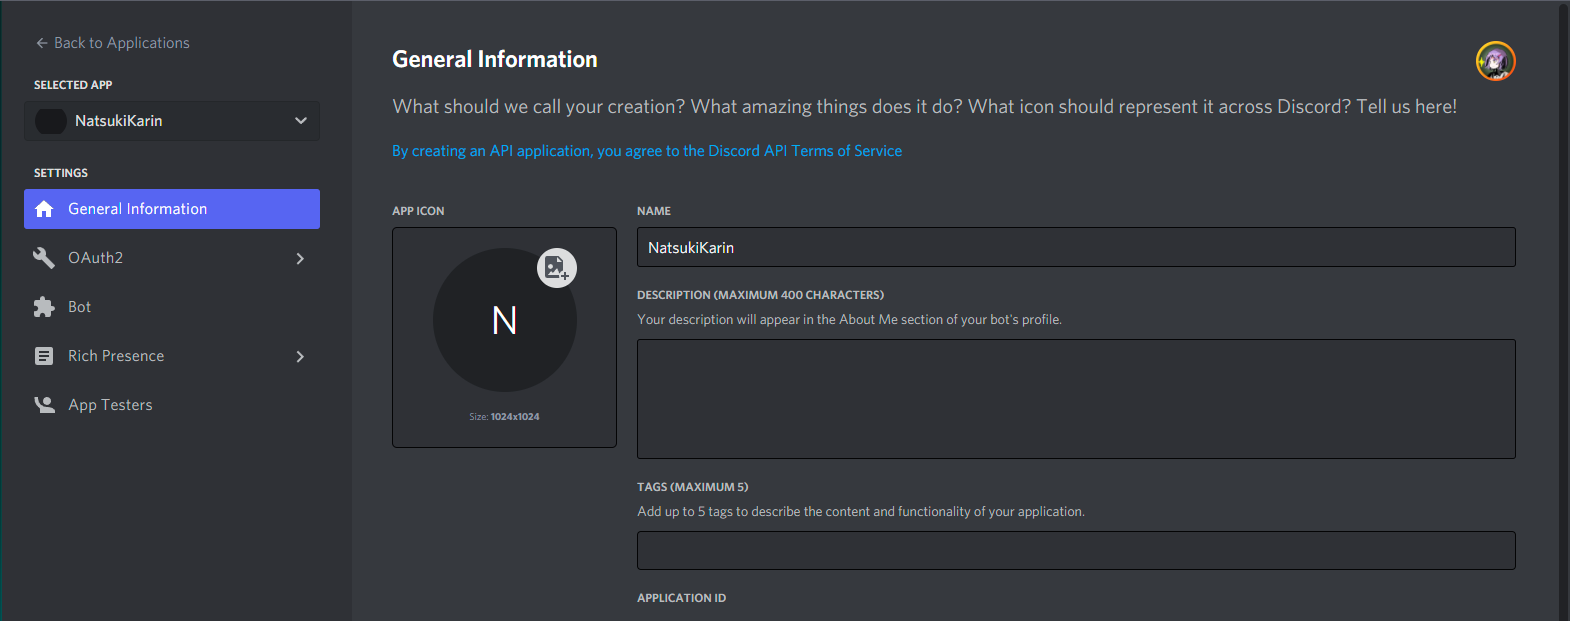 Back to Applications
SELECTED APP
NatsukiKarin
SETTINGS
General Information
OAuth2
Bot
Rich Presence
App Testers
General Information
What should we call your creation? What amazing things does it do? What icon should represent it across Discord? Tell us here!
By creating an API application, you agree to the Discord API Terms of Service
APP ICON
N
Size: 1024x1024
NAME
NatsukiKarin
DESCRIPTION (MAXIMUM 400 CHARACTERS)
Your description will appear in the About Me section of your bot's profile.
TAGS (MAXIMUM 5)
Add up to 5 tags to describe the content and functionality of your application.
APPLICATION ID